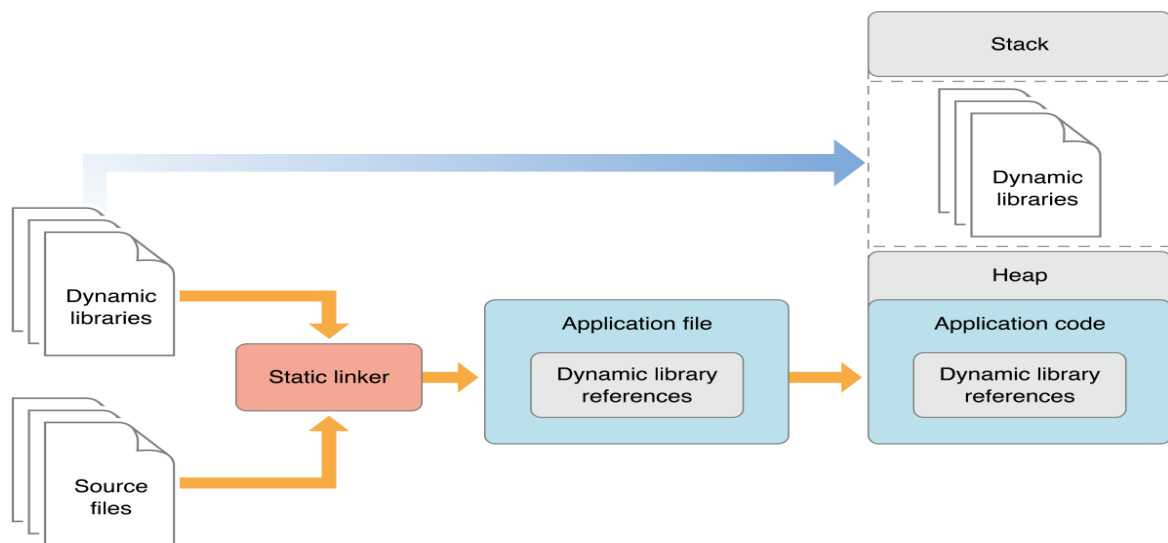 Stack
Dynamic
libraries
Dynamic
libraries
Heap
Application file
Application code
Static linker
Dynamic library
references
Dynamic library
references
Source
files